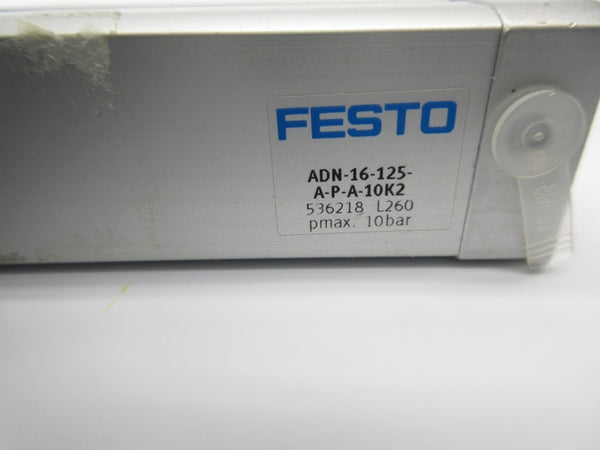 FESTO
ADN-16-125-
A-P-A-10K2
536218 L260
pmax. 10bar